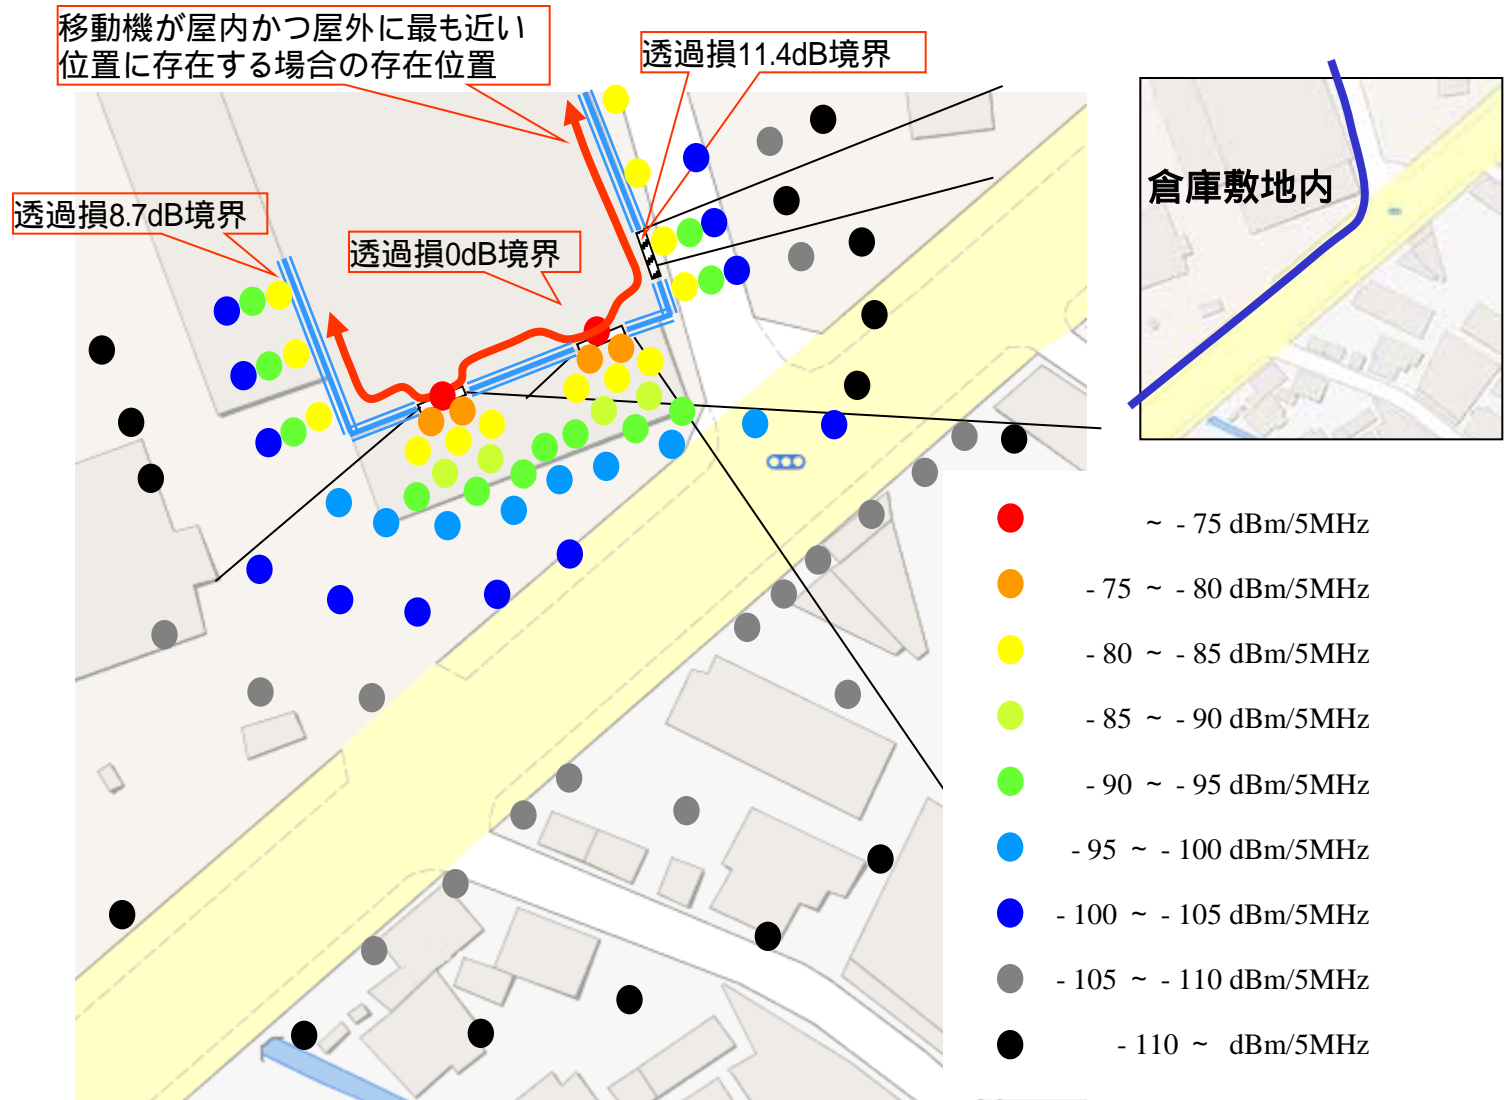 移動機が屋内かつ屋外に最も近い
位置に存在する場合の存在位置
透過損11.4dB境界
透過損8.7dB境界
透過損0dB境界
倉庫敷地内
~ - 75 dBm/5MHz
- 75 ~ - 80 dBm/5MHz
- 80 ~ - 85 dBm/5MHz
- 85 ~ - 90 dBm/5MHz
- 90 ~ - 95 dBm/5MHz
- 95 ~ - 100 dBm/5MHz
- 100 ~ - 105 dBm/5MHz
- 105 ~ - 110 dBm/5MHz
- 110 ~ dBm/5MHz